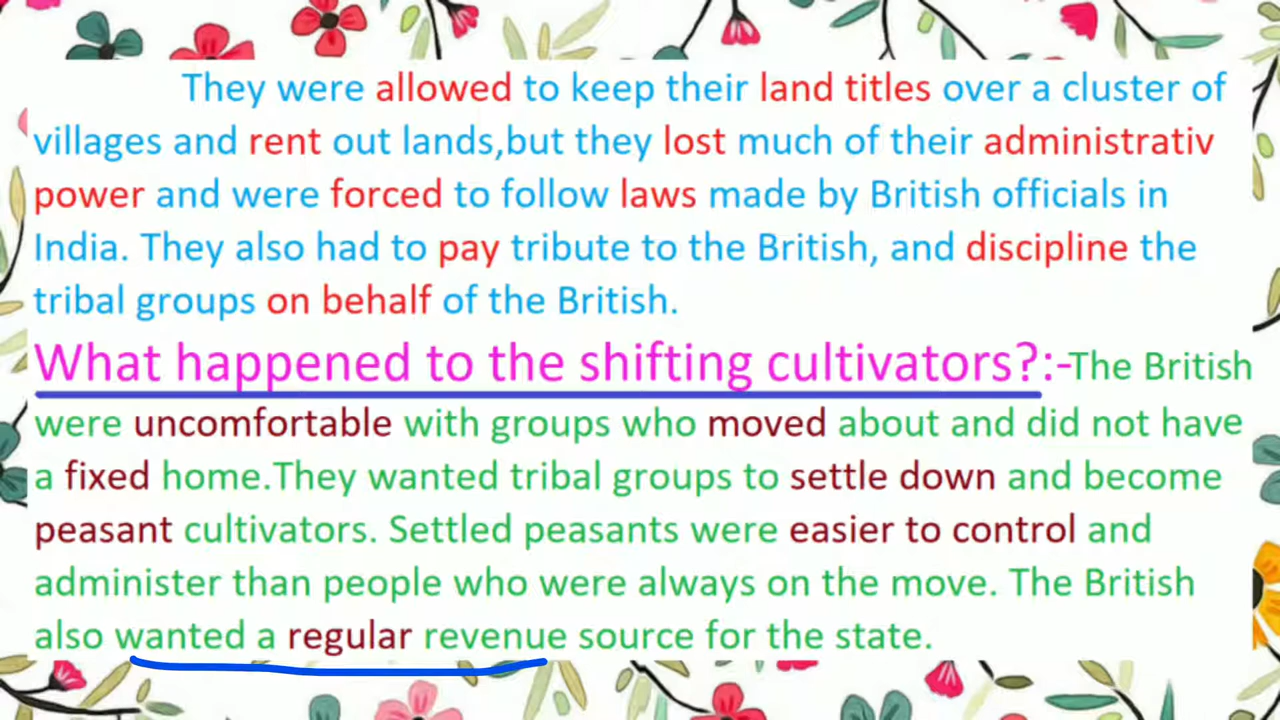 They were allowed to keep their land titles over a cluster of
villages and rent out lands,but they lost much of their administrativ
power and were forced to follow laws made by British officials in
India. They also had to pay tribute to the British, and discipline the
tribal groups on behalf of the British.
What happened to the shifting cultivators?:-The British
were uncomfortable with groups who moved about and did not have
a fixed home.They wanted tribal groups to settle down and become
peasant cultivators. Settled peasants were easier to control and
administer than people who were always on the move. The British
also wanted a regular revenue source for the state.